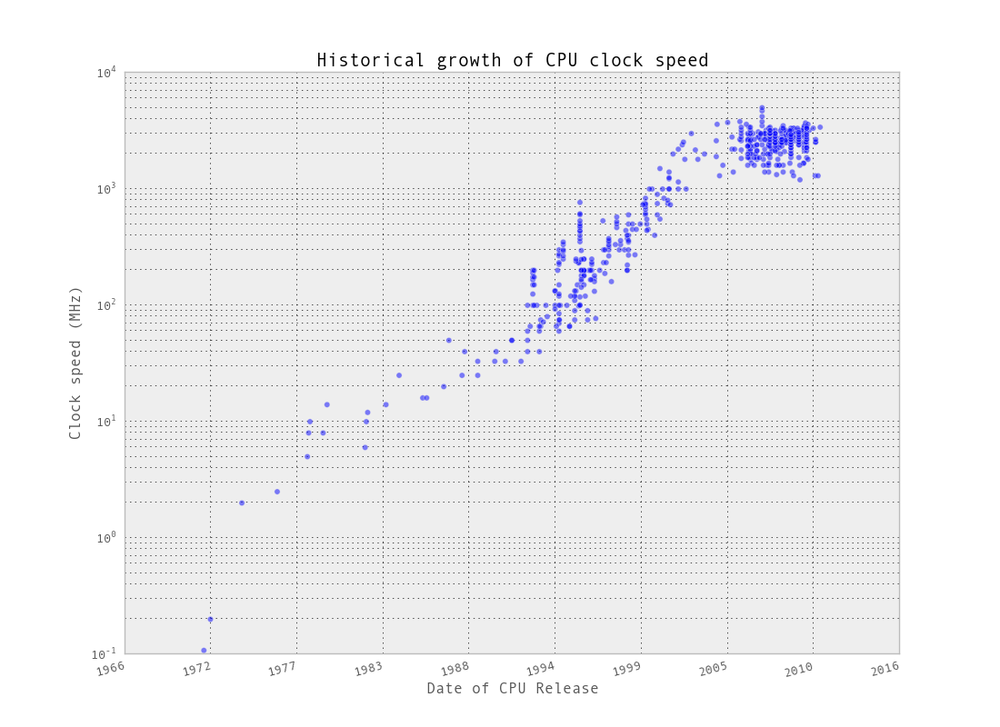 Historical growth of CPU clock speed
10^4
10^3
10^2
10^1
10^0
10^-1
Clock speed (MHz)
1966 1972 1977 1983 1988 1994 1999 2005 2010 2016
Date of CPU Release